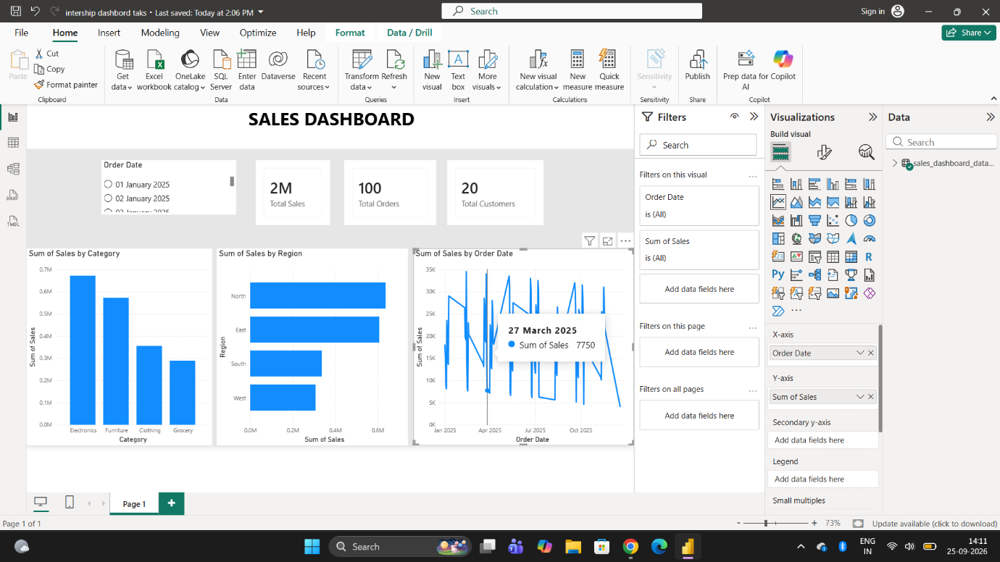 intership dashbord taks • Last saved: Today at 2:06 PM
Search
Sign in
File Home Insert Modeling View Optimize Help Format Data / Drill
Share
Paste
Cut
Copy
Format painter
Get data
Excel workbook
OneLake catalog
SQL Server
Enter data
Dataverse
Recent sources
Transform data
Refresh
New visual
Text box
More visuals
New visual calculation
New measure
Quick measure
Sensitivity
Publish
Prep data for AI
Copilot
Clipboard
Data
Queries
Insert
Calculations
Sensitivity
Share
Copilot
SALES DASHBOARD
Order Date
01 January 2025
02 January 2025
2M
Total Sales
100
Total Orders
20
Total Customers
Sum of Sales by Category
0.7M
0.6M
0.5M
0.4M
0.3M
0.2M
0.1M
0.0M
Sum of Sales
Electronics Furniture Clothing Grocery
Category
Sum of Sales by Region
North
East
South
West
Region
0.0M 0.2M 0.4M 0.6M
Sum of Sales
Sum of Sales by Order Date
35K
30K
25K
20K
15K
10K
5K
0K
Sum of Sales
27 March 2025
Sum of Sales 7750
Jan 2025 Apr 2025 Jul 2025 Oct 2025
Order Date
Filters
Search
Filters on this visual
Order Date
is (All)
Sum of Sales
is (All)
Add data fields here
Filters on this page
Add data fields here
Filters on all pages
Add data fields here
Visualizations
Build visual
123
R
Py
X-axis
Order Date
Y-axis
Sum of Sales
Secondary y-axis
Add data fields here
Legend
Add data fields here
Small multiples
Data
Search
sales_dashboard_data...
DAX
TMDL
Page 1
Page 1 of 1
73%
Update available (click to download)
Search
ENG
IN
14:11
25-09-2026